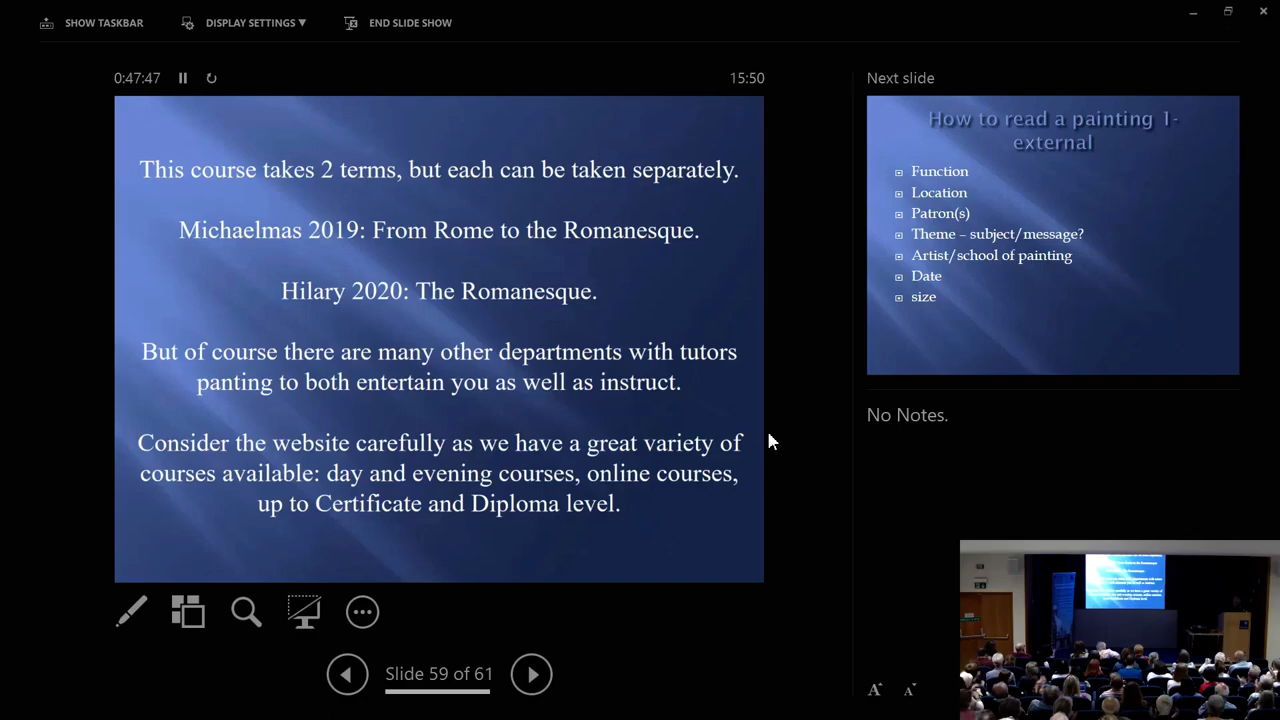 SHOW TASKBAR
DISPLAY SETTINGS ▼
END SLIDE SHOW
0:47:47
15:50
Next slide
This course takes 2 terms, but each can be taken separately.
Michaelmas 2019: From Rome to the Romanesque.
Hilary 2020: The Romanesque.
But of course there are many other departments with tutors
panting to both entertain you as well as instruct.
Consider the website carefully as we have a great variety of
courses available: day and evening courses, online courses,
up to Certificate and Diploma level.
How to read a painting 1-
external
Function
Location
Patron(s)
Theme – subject/message?
Artist/school of painting
Date
size
No Notes.
Slide 59 of 61
A A